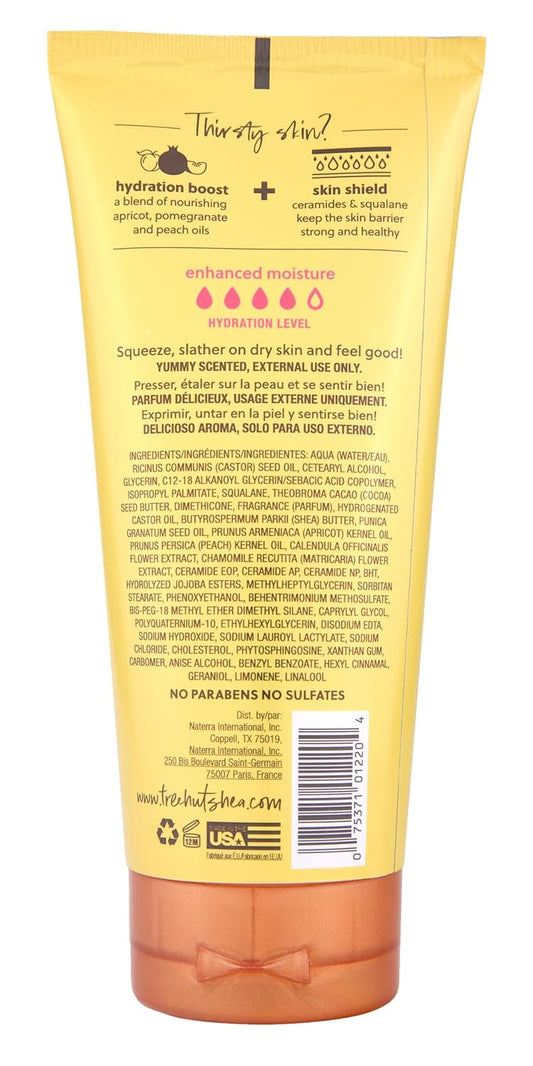 Thirsty skin?
hydration boost
a blend of nourishing
apricot, pomegranate
and peach oils
+
skin shield
ceramides & squalane
keep the skin barrier
strong and healthy
enhanced moisture
HYDRATION LEVEL
Squeeze, slather on dry skin and feel good!
YUMMY SCENTED, EXTERNAL USE ONLY.
Presser, étaler sur la peau et se sentir bien!
PARFUM DÉLICIEUX, USAGE EXTERNE UNIQUEMENT.
Exprimir, untar en la piel y sentirse bien!
DELICIOSO AROMA, SOLO PARA USO EXTERNO.
INGREDIENTS/INGRÉDIENTS/INGREDIENTES: AQUA (WATER/EAU),
RICINUS COMMUNIS (CASTOR) SEED OIL, CETEARYL ALCOHOL,
GLYCERIN, C12-18 ALKANOYL GLYCERIN/SEBACIC ACID COPOLYMER,
ISOPROPYL PALMITATE, SQUALANE, THEOBROMA CACAO (COCOA)
SEED BUTTER, DIMETHICONE, FRAGRANCE (PARFUM), HYDROGENATED
CASTOR OIL, BUTYROSPERMUM PARKII (SHEA) BUTTER, PUNICA
GRANATUM SEED OIL, PRUNUS ARMENIACA (APRICOT) KERNEL OIL,
PRUNUS PERSICA (PEACH) KERNEL OIL, CALENDULA OFFICINALIS
FLOWER EXTRACT, CHAMOMILE RECUTITA (MATRICARIA) FLOWER
EXTRACT, CERAMIDE EOP, CERAMIDE AP, CERAMIDE NP, BHT,
HYDROLYZED JOJOBA ESTERS, METHYLHEPTYLGLYCERIN, SORBITAN
STEARATE, PHENOXYETHANOL, BEHENTRIMONIUM METHOSULFATE,
BIS-PEG-18 METHYL ETHER DIMETHYL SILANE, CAPRYLYL GLYCOL,
POLYQUATERNIUM-10, ETHYLHEXYLGLYCERIN, DISODIUM EDTA,
SODIUM HYDROXIDE, SODIUM LAUROYL LACTYLATE, SODIUM
CHLORIDE, CHOLESTEROL, PHYTOSPHINGOSINE, XANTHAN GUM,
CARBOMER, ANISE ALCOHOL, BENZYL BENZOATE, HEXYL CINNAMAL,
GERANIOL, LIMONENE, LINALOOL
NO PARABENS NO SULFATES
Dist. by/par:
Naterra International, Inc.
Coppell, TX 75019,
Naterra International, Inc.
250 Bis Boulevard Saint-Germain
75007 Paris, France
www.treehutshea.com
12M
MADE IN THE
USA
Fabriqué aux É.U./Fabricado en EE.UU
0 75371 01220 4